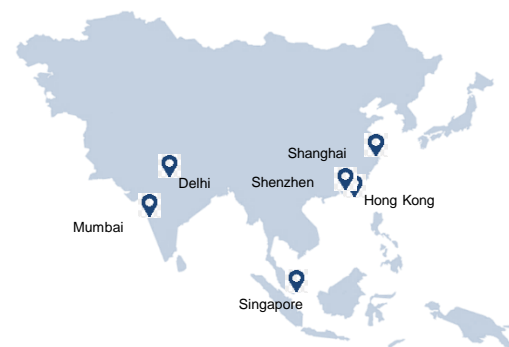 Shanghai
Delhi
Shenzhen
Hong Kong
Mumbai
Singapore